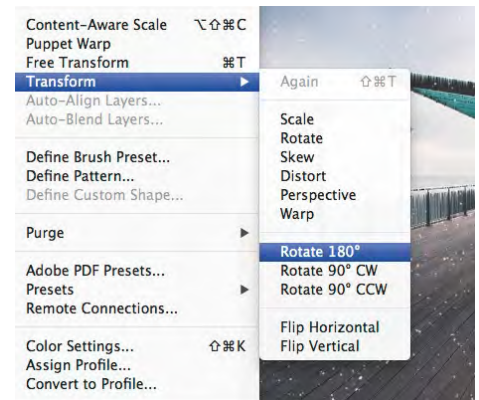 Content-Aware Scale ⌥⇧⌘C
Puppet Warp
Free Transform ⌘T
Transform ▶
Auto-Align Layers...
Auto-Blend Layers...
Define Brush Preset...
Define Pattern...
Define Custom Shape...
Purge ▶
Adobe PDF Presets...
Presets ▶
Remote Connections...
Color Settings... ⇧⌘K
Assign Profile...
Convert to Profile...
Again ⇧⌘T
Scale
Rotate
Skew
Distort
Perspective
Warp
Rotate 180°
Rotate 90° CW
Rotate 90° CCW
Flip Horizontal
Flip Vertical